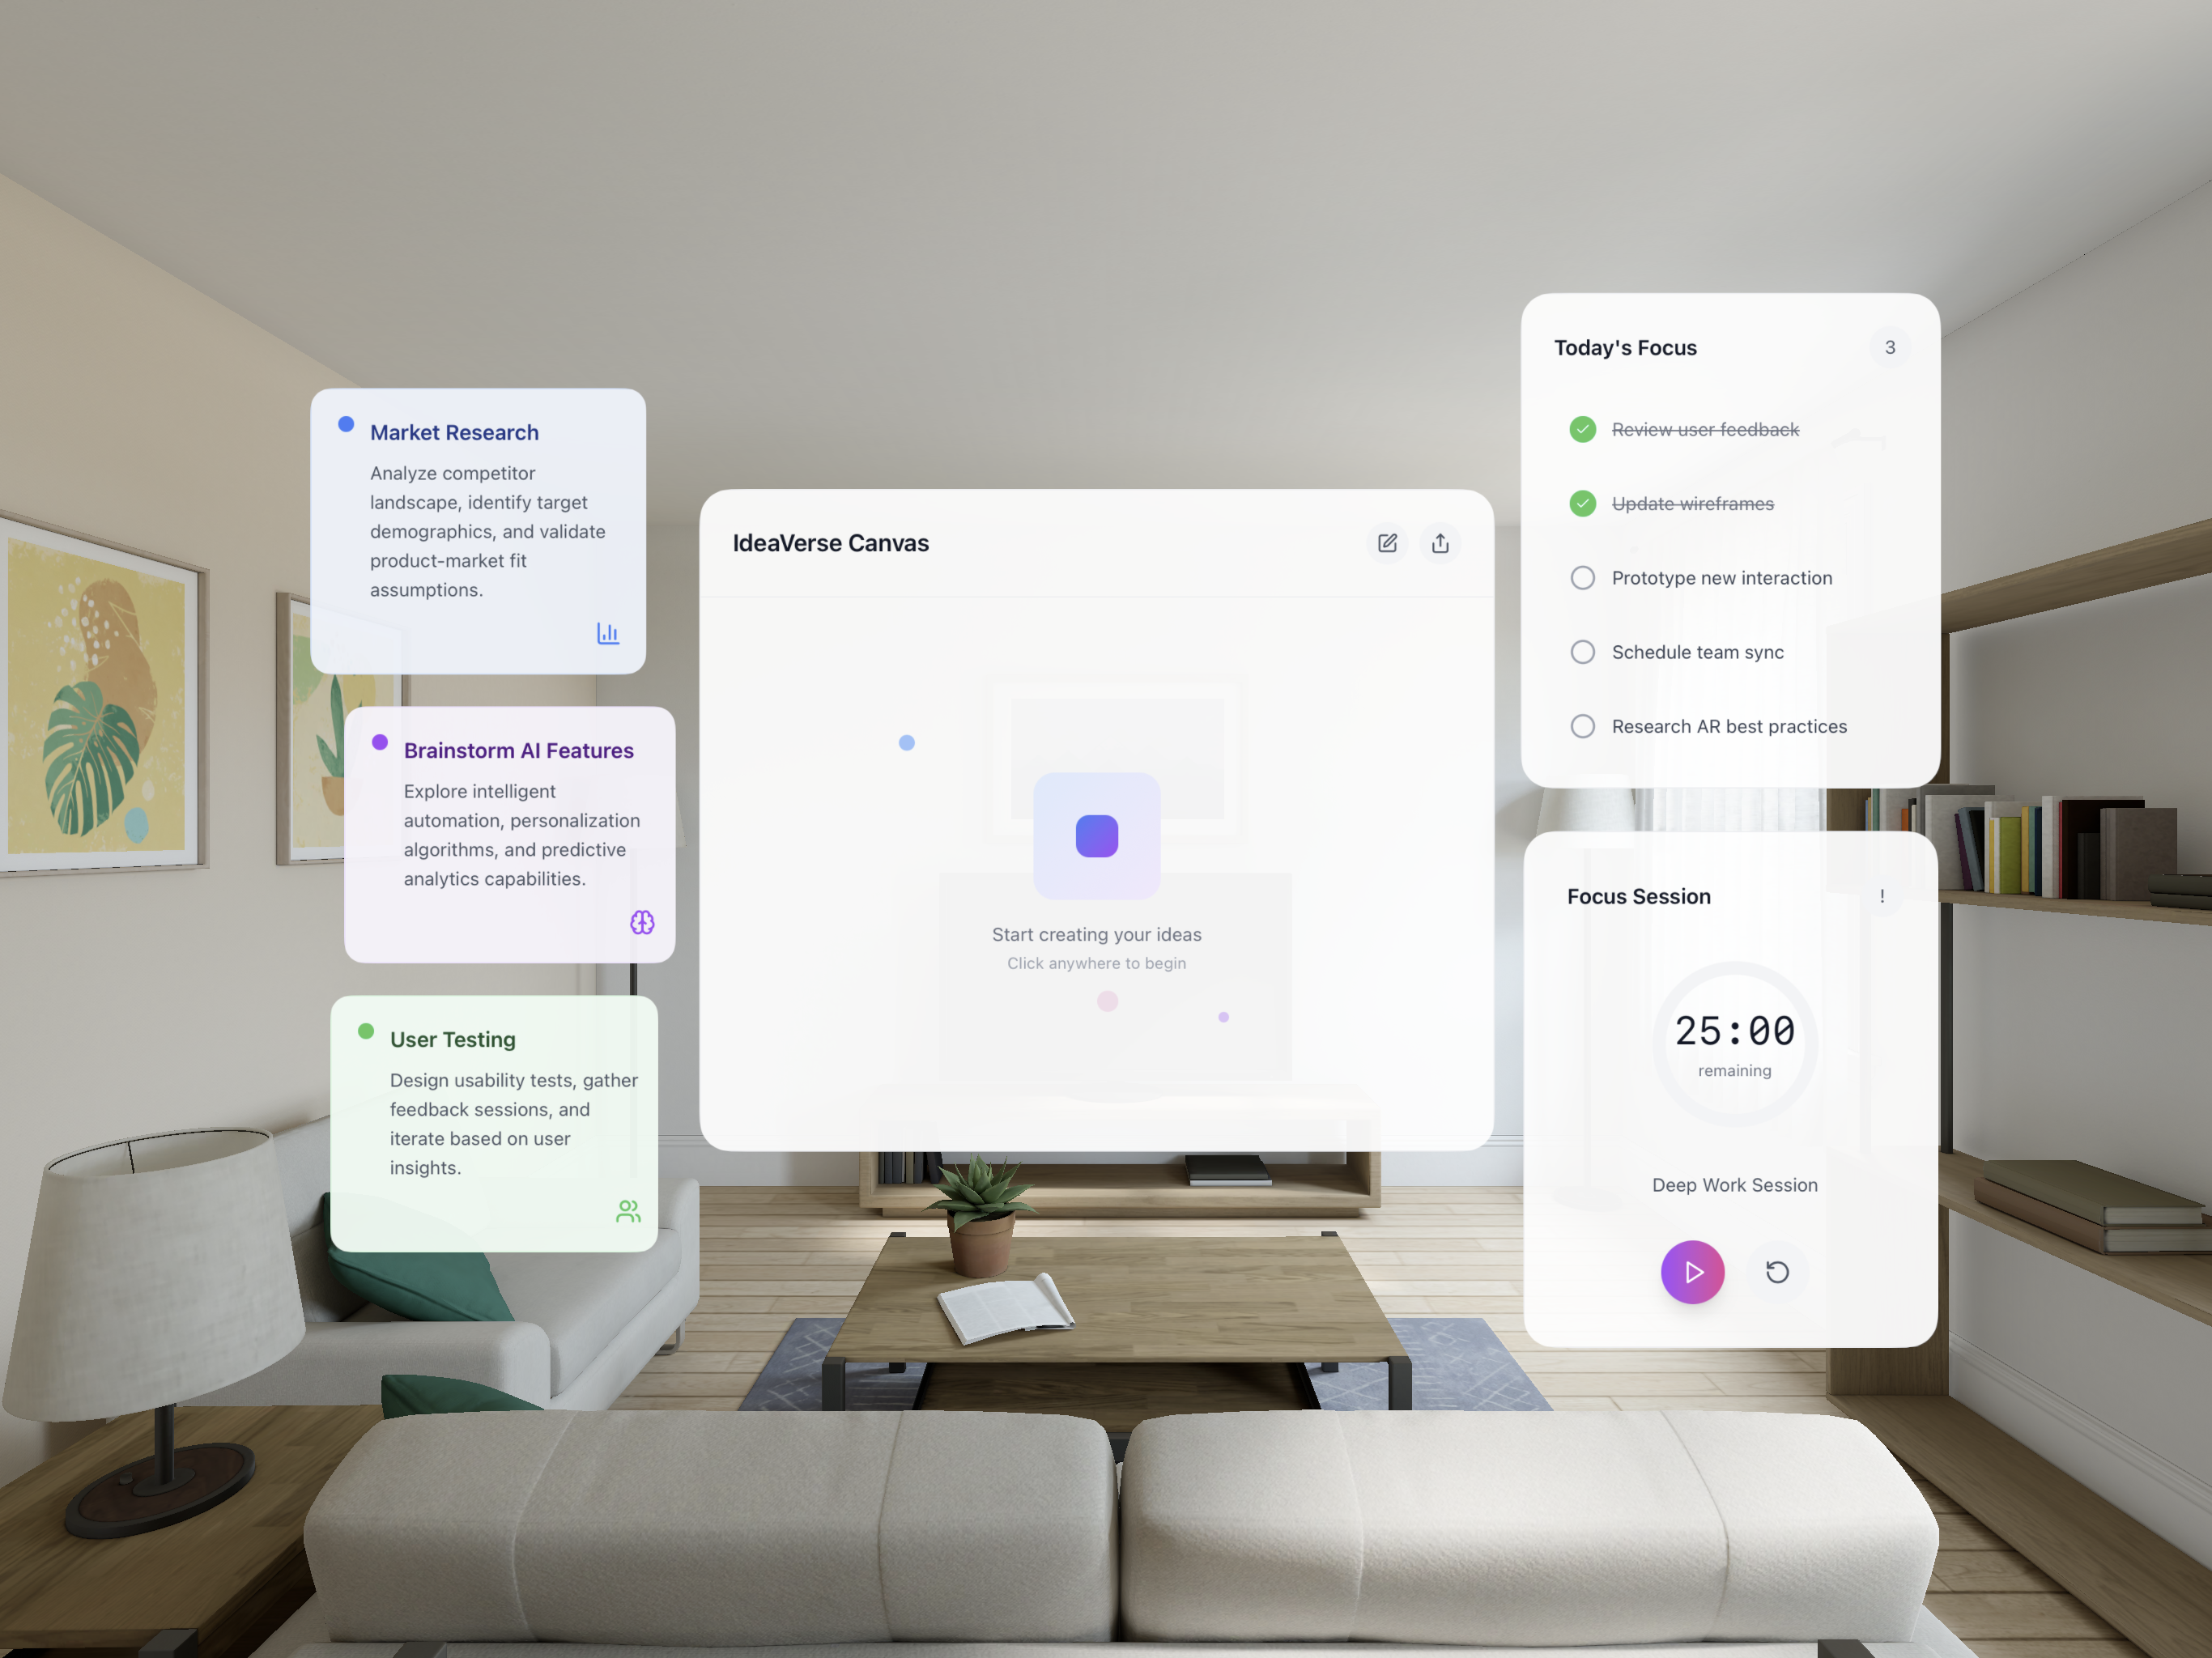 Market Research
Analyze competitor
landscape, identify target
demographics, and validate
product-market fit
assumptions.
Brainstorm AI Features
Explore intelligent
automation, personalization
algorithms, and predictive
analytics capabilities.
User Testing
Design usability tests, gather
feedback sessions, and
iterate based on user
insights.
IdeaVerse Canvas
Start creating your ideas
Click anywhere to begin
Today's Focus
3
Review user feedback
Update wireframes
Prototype new interaction
Schedule team sync
Research AR best practices
Focus Session
!
25:00
remaining
Deep Work Session